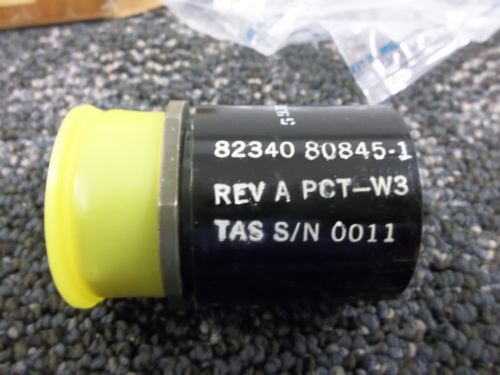 82340 80845-1
REV A PCT-W3
TAS S/N 0011